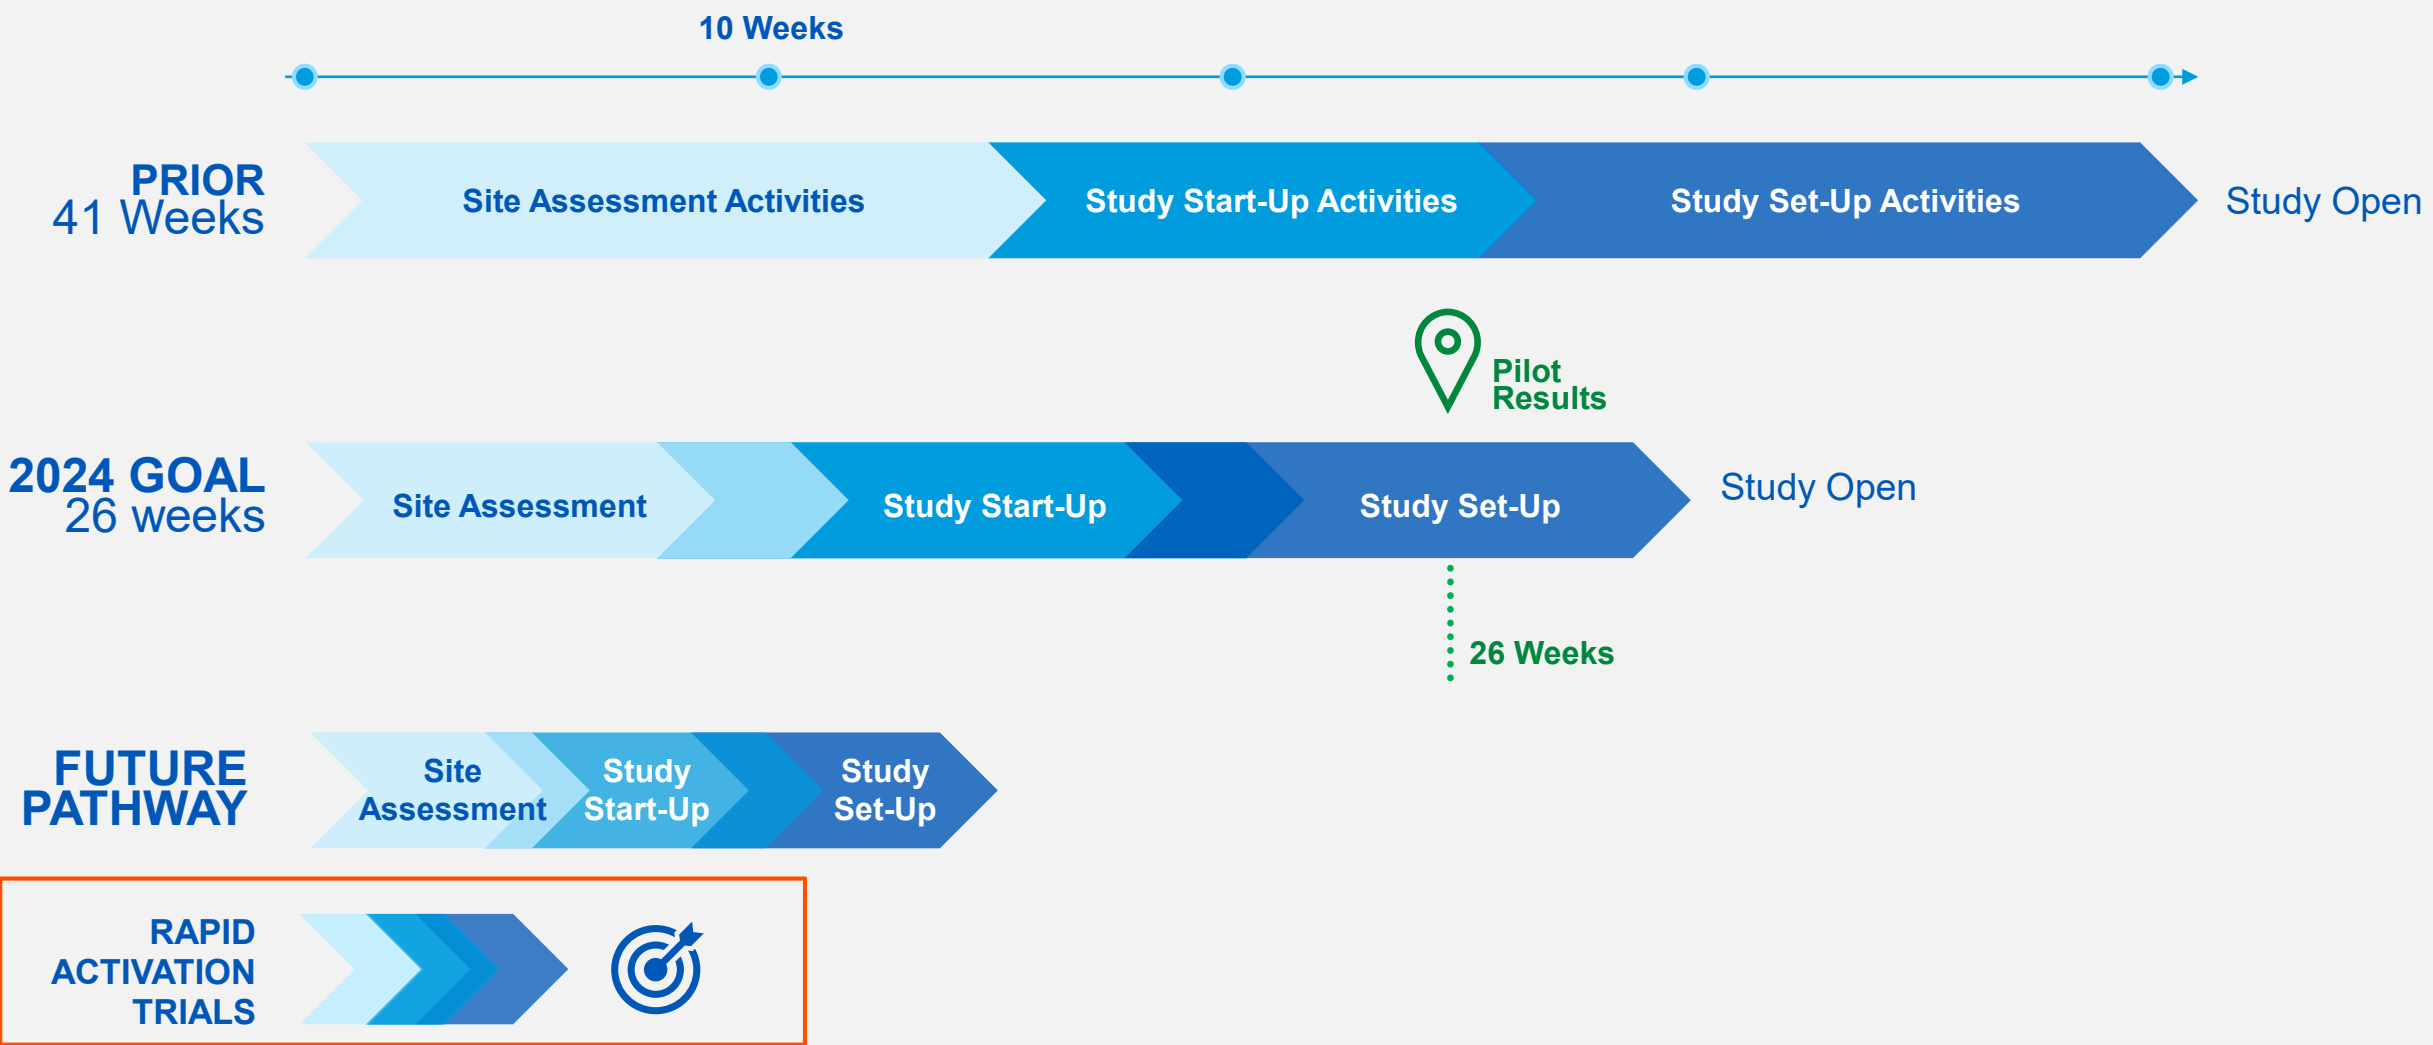 10 Weeks
PRIOR
41 Weeks
Site Assessment Activities
Study Start-Up Activities
Study Set-Up Activities
Study Open
Pilot
Results
2024 GOAL
26 weeks
Site Assessment
Study Start-Up
Study Set-Up
Study Open
26 Weeks
FUTURE
PATHWAY
Site
Assessment
Study
Start-Up
Study
Set-Up
RAPID
ACTIVATION
TRIALS